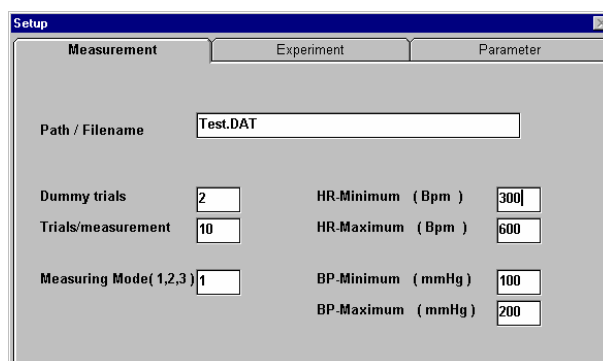 Setup
Measurement Experiment Parameter
Path / Filename Test.DAT
Dummy trials 2 HR-Minimum ( Bpm ) 300
Trials/measurement 10 HR-Maximum ( Bpm ) 600
Measuring Mode( 1,2,3 ) 1 BP-Minimum ( mmHg ) 100
BP-Maximum ( mmHg ) 200